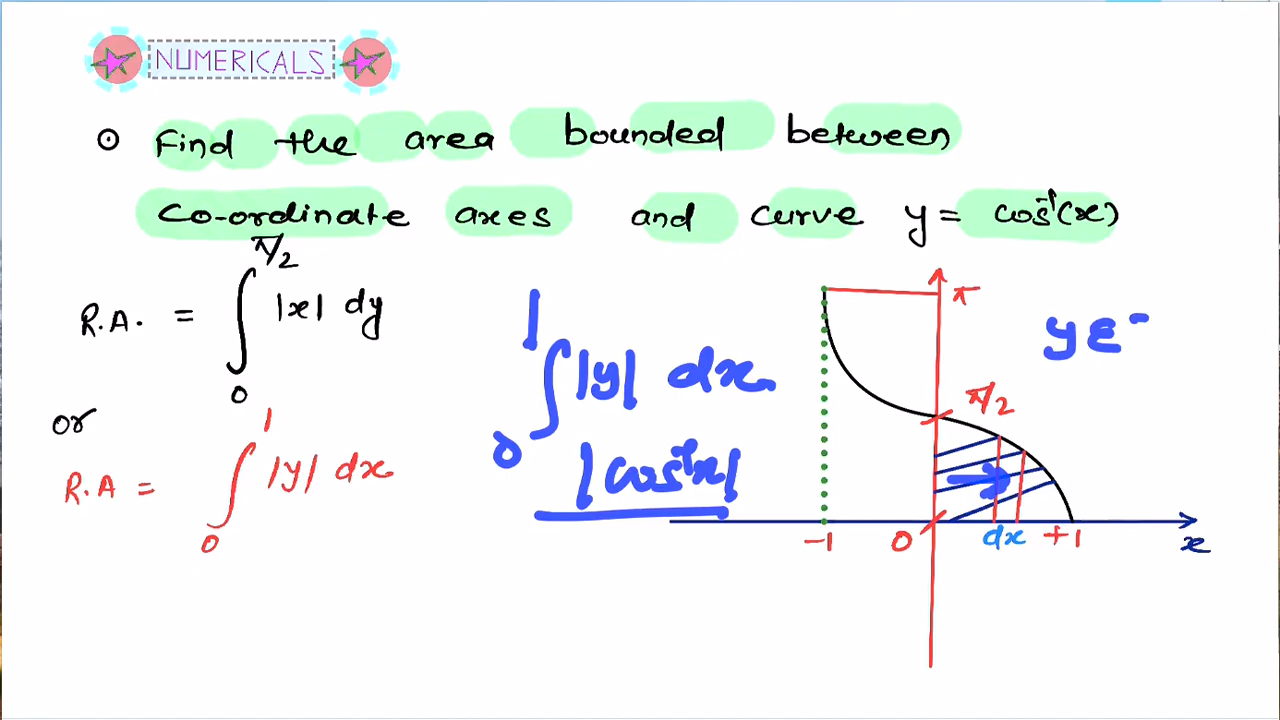 NUMERICALS
⊙ Find the area bounded between
Co-ordinate axes and curve y = cos⁻¹(x)
R.A. = ∫₀^(π/2) |x| dy
or
R.A = ∫₀^1 |y| dx
∫₀^1 |y| dx
|cos⁻¹x|
y ∈ -
π
π/2
-1 0 dx +1 x